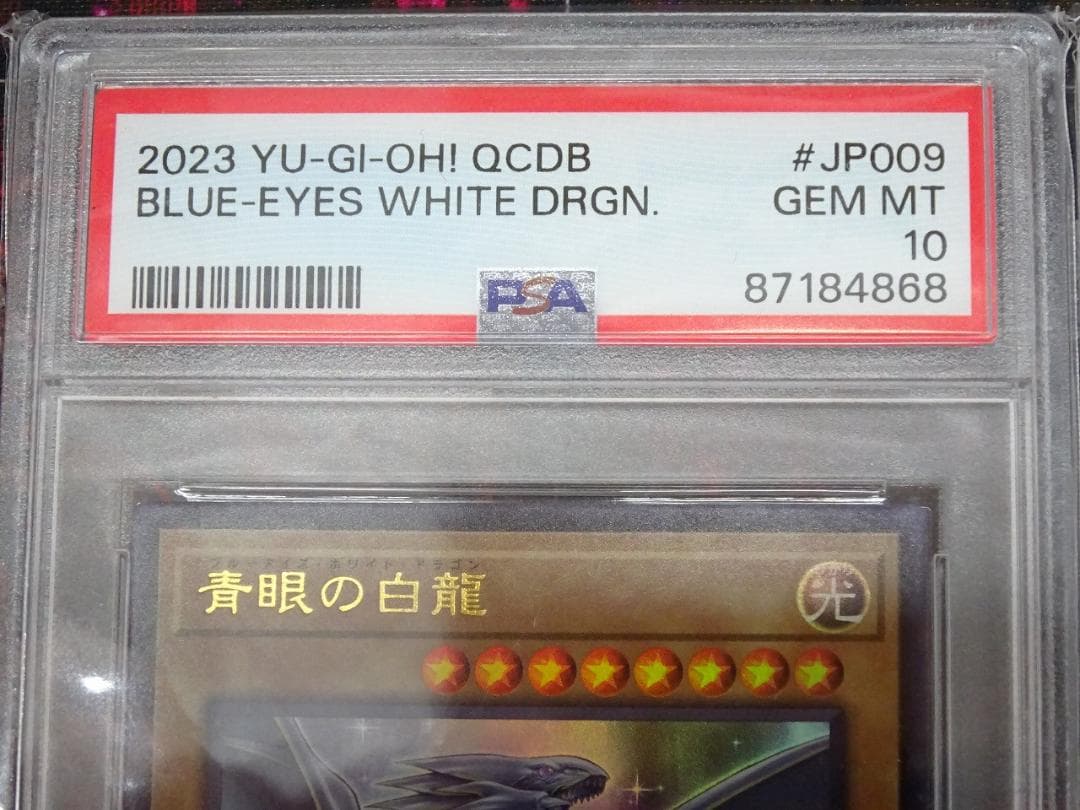 2023 YU-GI-OH! QCDB #JP009
BLUE-EYES WHITE DRGN. GEM MT
10
PSA 87184868
青眼の白龍 光